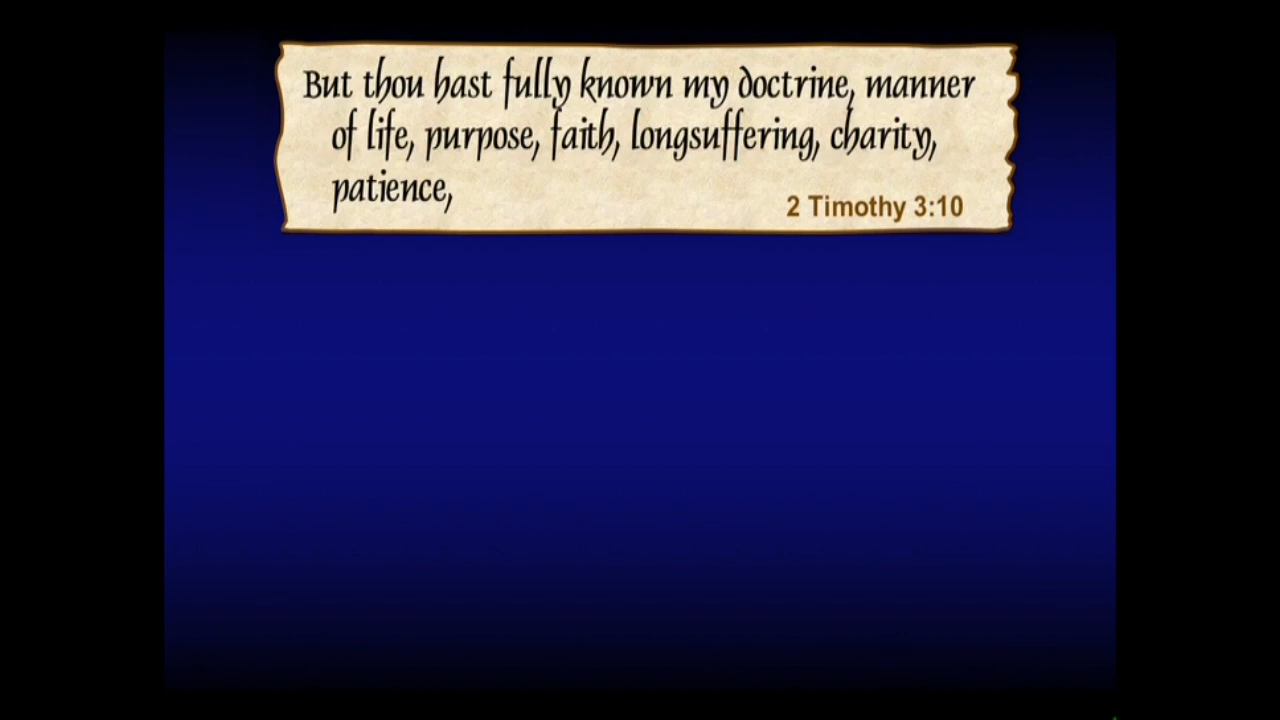 But thou hast fully known my doctrine, manner
of life, purpose, faith, longsuffering, charity,
patience,
2 Timothy 3:10